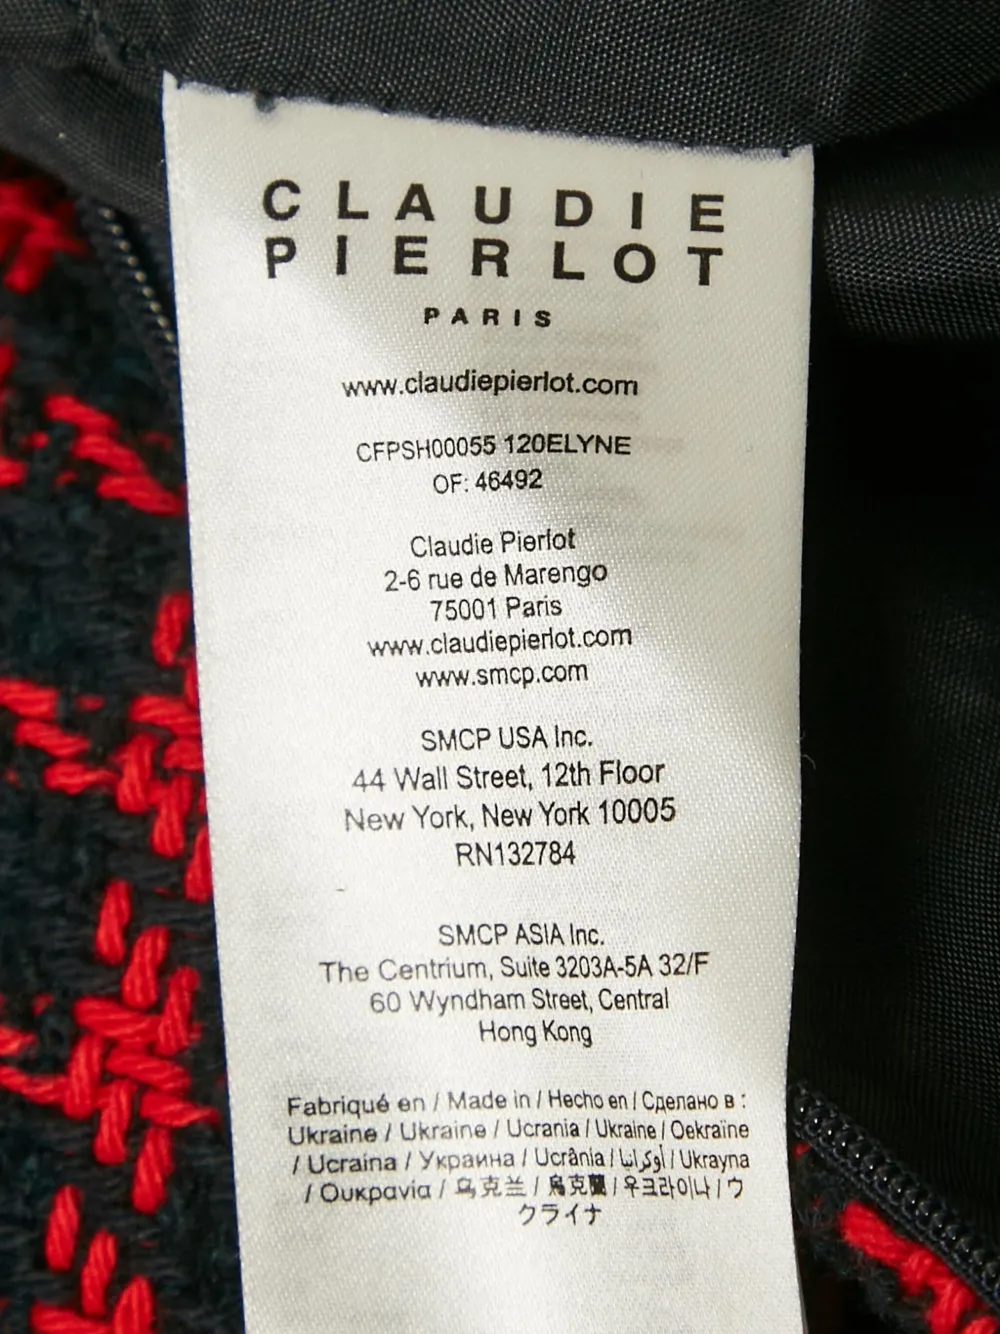 CLAUDIE
PIERLOT
PARIS
www.claudiepierlot.com
CFPSH00055 120ELYNE
OF: 46492
Claudie Pierlot
2-6 rue de Marengo
75001 Paris
www.claudiepierlot.com
www.smcp.com
SMCP USA Inc.
44 Wall Street, 12th Floor
New York, New York 10005
RN132784
SMCP ASIA Inc.
The Centrium, Suite 3203A-5A 32/F
60 Wyndham Street, Central
Hong Kong
Fabriqué en / Made in / Hecho en / Сделано в :
Ukraine / Ukraine / Ucrania / Ukraine / Oekraïne
/ Ucraina / Украина / Ucrânia / أوكرانيا / Ukrayna
/ Ουκρανία / 乌克兰 / 烏克蘭 / 우크라이나 / ウ
クライナ